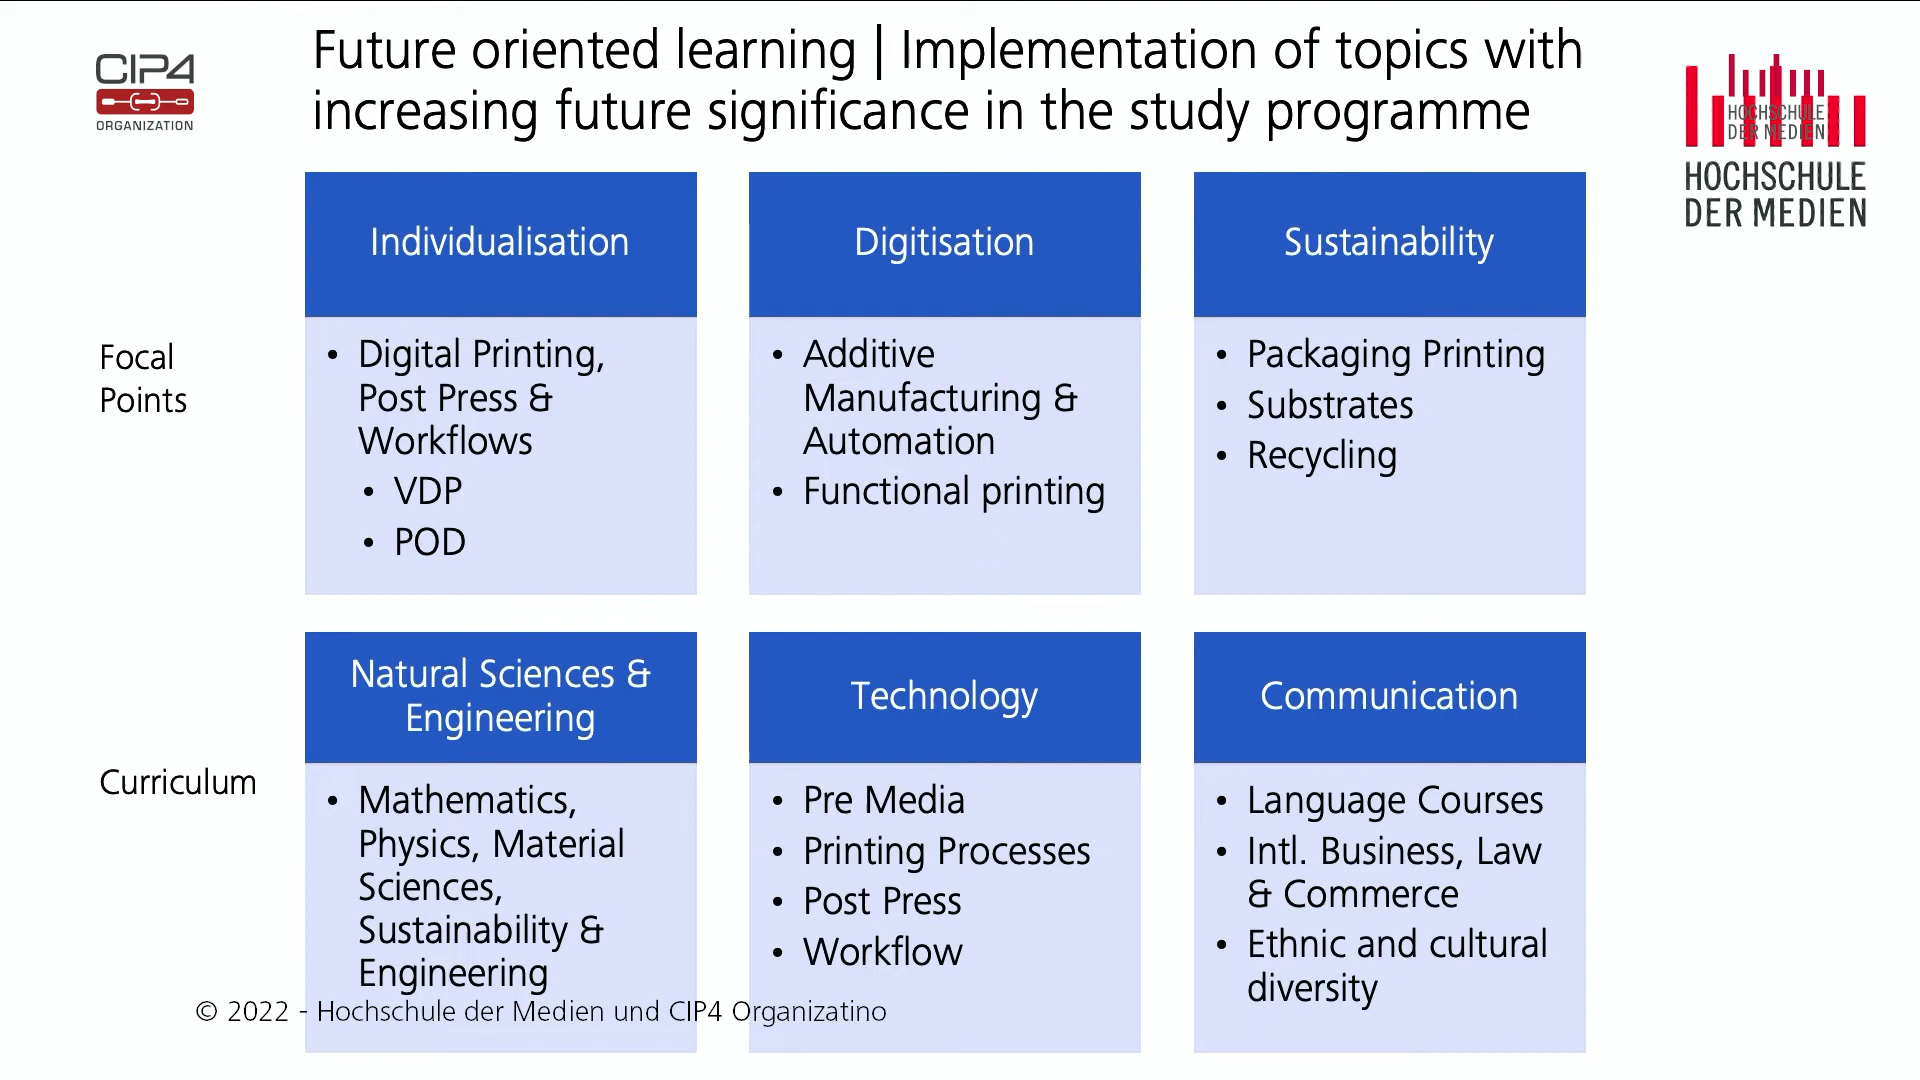 Future oriented learning | Implementation of topics with
increasing future significance in the study programme
CIP4
ORGANIZATION
HOCHSCHULE
DER MEDIEN
HOCHSCHULE
DER MEDIEN
Focal
Points
Individualisation
• Digital Printing,
Post Press &
Workflows
• VDP
• POD
Digitisation
• Additive
Manufacturing &
Automation
• Functional printing
Sustainability
• Packaging Printing
• Substrates
• Recycling
Curriculum
Natural Sciences &
Engineering
• Mathematics,
Physics, Material
Sciences,
Sustainability &
Engineering
Technology
• Pre Media
• Printing Processes
• Post Press
• Workflow
Communication
• Language Courses
• Intl. Business, Law
& Commerce
• Ethnic and cultural
diversity
© 2022 - Hochschule der Medien und CIP4 Organizatino